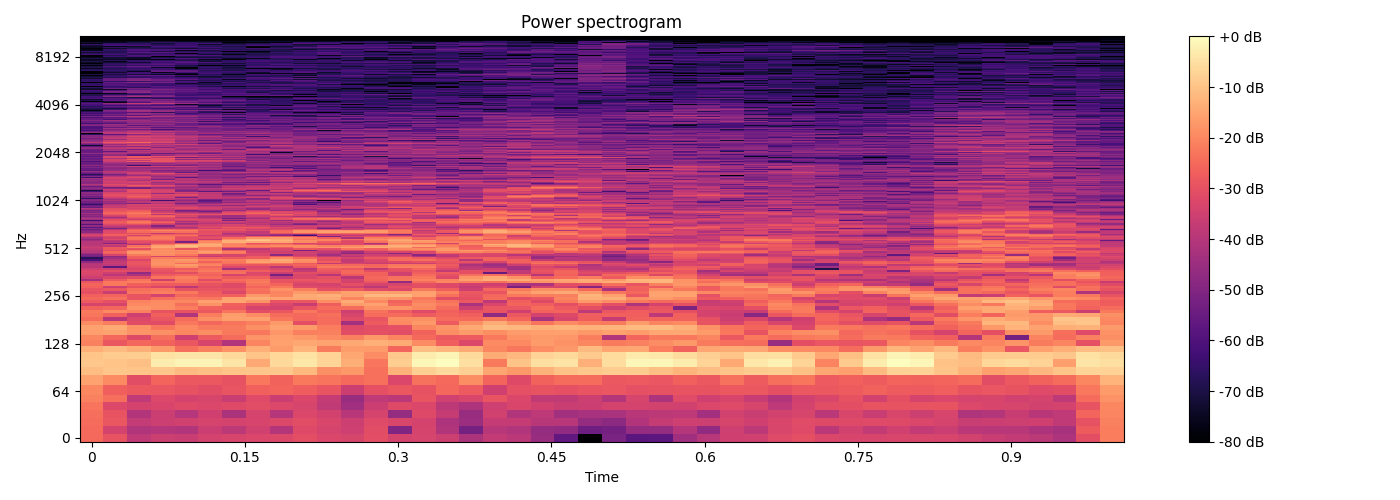 Power spectrogram
Hz
8192
4096
2048
1024
512
256
128
64
0
0 0.15 0.3 0.45 0.6 0.75 0.9
Time
+0 dB
-10 dB
-20 dB
-30 dB
-40 dB
-50 dB
-60 dB
-70 dB
-80 dB